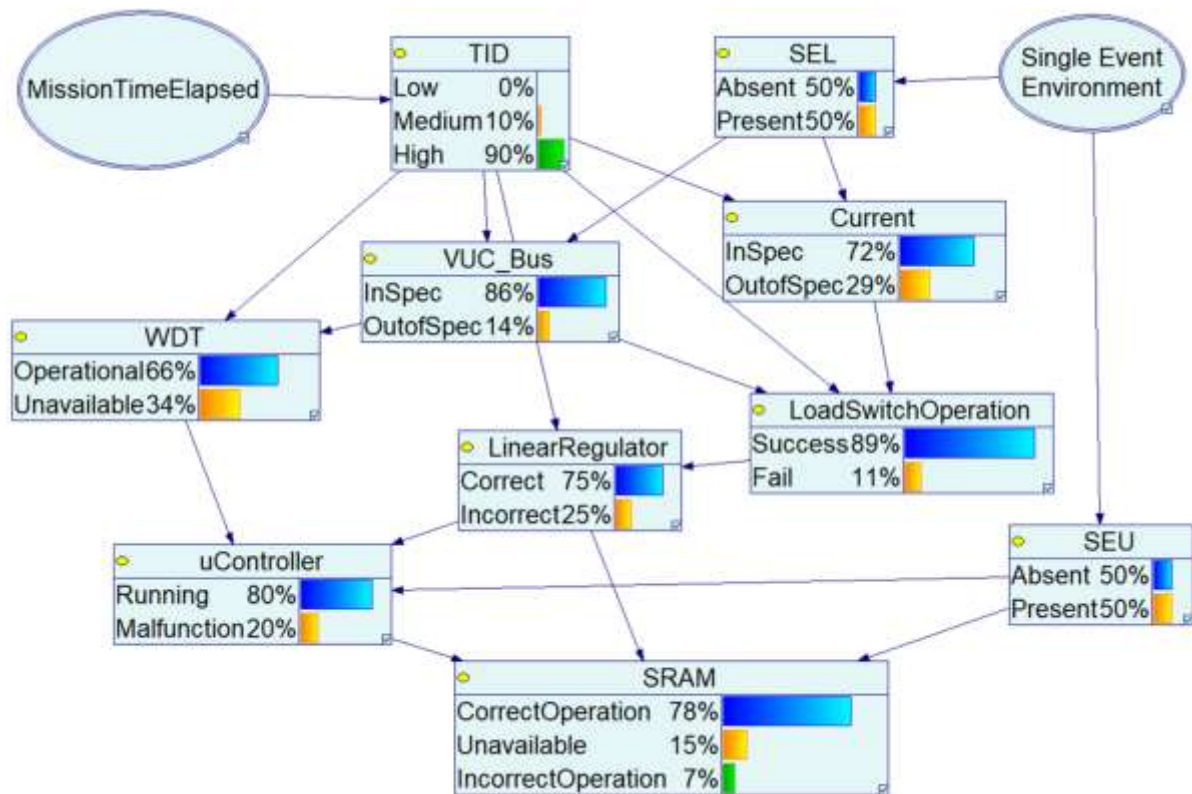 MissionTimeElapsed
TID
Low 0%
Medium 10%
High 90%
SEL
Absent 50%
Present 50%
Single Event
Environment
Current
InSpec 72%
OutofSpec 29%
VUC_Bus
InSpec 86%
OutofSpec 14%
WDT
Operational 66%
Unavailable 34%
LoadSwitchOperation
Success 89%
Fail 11%
LinearRegulator
Correct 75%
Incorrect 25%
SEU
Absent 50%
Present 50%
uController
Running 80%
Malfunction 20%
SRAM
CorrectOperation 78%
Unavailable 15%
IncorrectOperation 7%